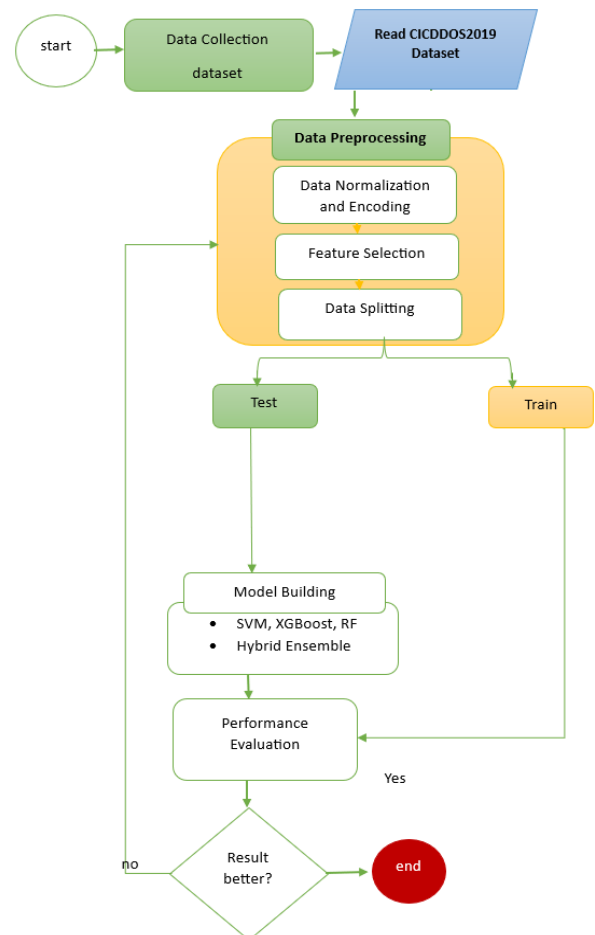 start
Data Collection
dataset
Read CICDDOS2019
Dataset
Data Preprocessing
Data Normalization
and Encoding
Feature Selection
Data Splitting
Test
Train
Model Building
• SVM, XGBoost, RF
• Hybrid Ensemble
Performance
Evaluation
Yes
no
Result
better?
end